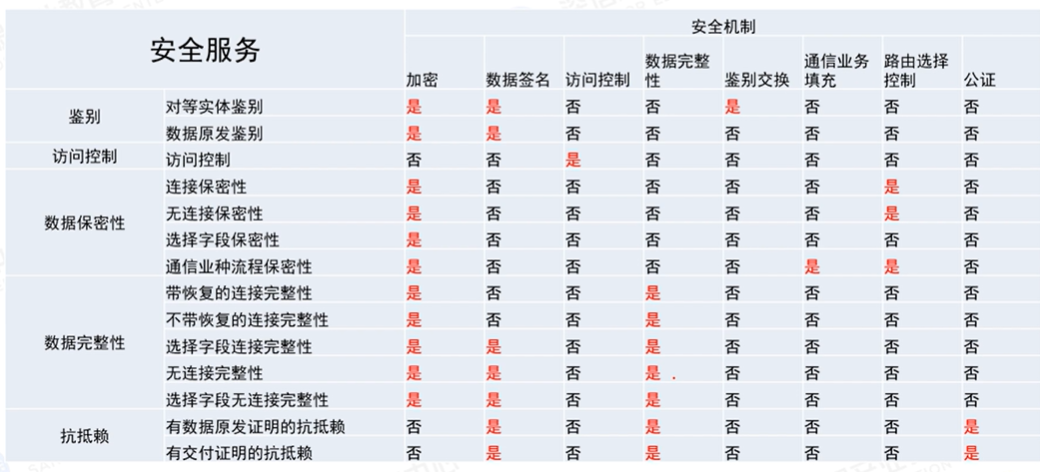 安全服务 安全机制
加密 数据签名 访问控制 数据完整性 鉴别交换 通信业务填充 路由选择控制 公证
鉴别 对等实体鉴别 是 是 否 否 是 否 否 否
数据原发鉴别 是 是 否 否 否 否 否 否
访问控制 访问控制 否 否 是 否 否 否 否 否
数据保密性 连接保密性 是 否 否 否 否 否 是 否
无连接保密性 是 否 否 否 否 否 是 否
选择字段保密性 是 否 否 否 否 否 否 否
通信业种流程保密性 是 否 否 否 否 是 是 否
数据完整性 带恢复的连接完整性 是 否 否 是 否 否 否 否
不带恢复的连接完整性 是 否 否 是 否 否 否 否
选择字段连接完整性 是 是 否 是 否 否 否 否
无连接完整性 是 是 否 是 否 否 否 否
选择字段无连接完整性 是 是 否 是 否 否 否 否
抗抵赖 有数据原发证明的抗抵赖 否 是 否 是 否 否 否 是
有交付证明的抗抵赖 否 是 否 是 否 否 否 是